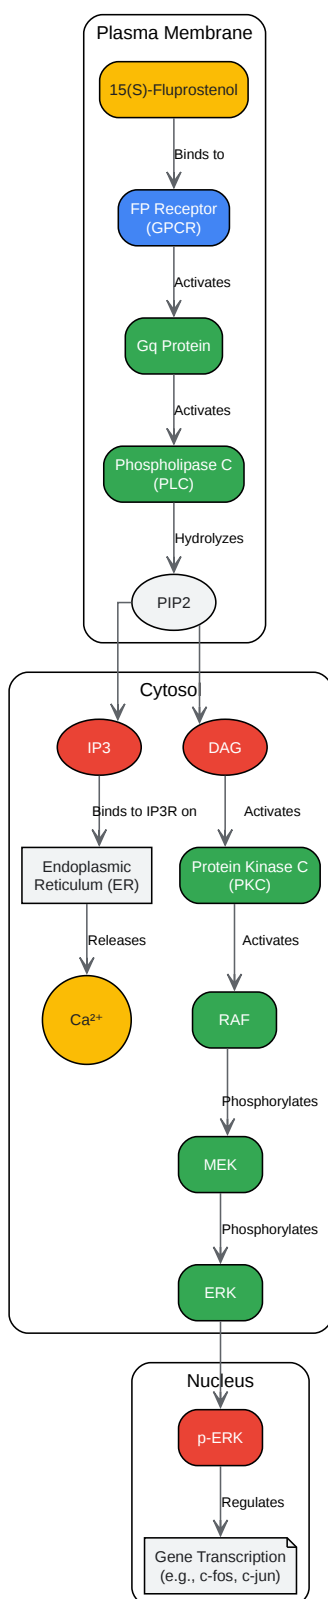 Plasma Membrane
15(S)-Fluprostenol
Binds to
FP Receptor
(GPCR)
Activates
Gq Protein
Activates
Phospholipase C
(PLC)
Hydrolyzes
PIP2
Cytosol
IP3
DAG
Binds to IP3R on
Activates
Endoplasmic
Reticulum (ER)
Protein Kinase C
(PKC)
Releases
Activates
Ca²⁺
RAF
Phosphorylates
MEK
Phosphorylates
ERK
Nucleus
p-ERK
Regulates
Gene Transcription
(e.g., c-fos, c-jun)